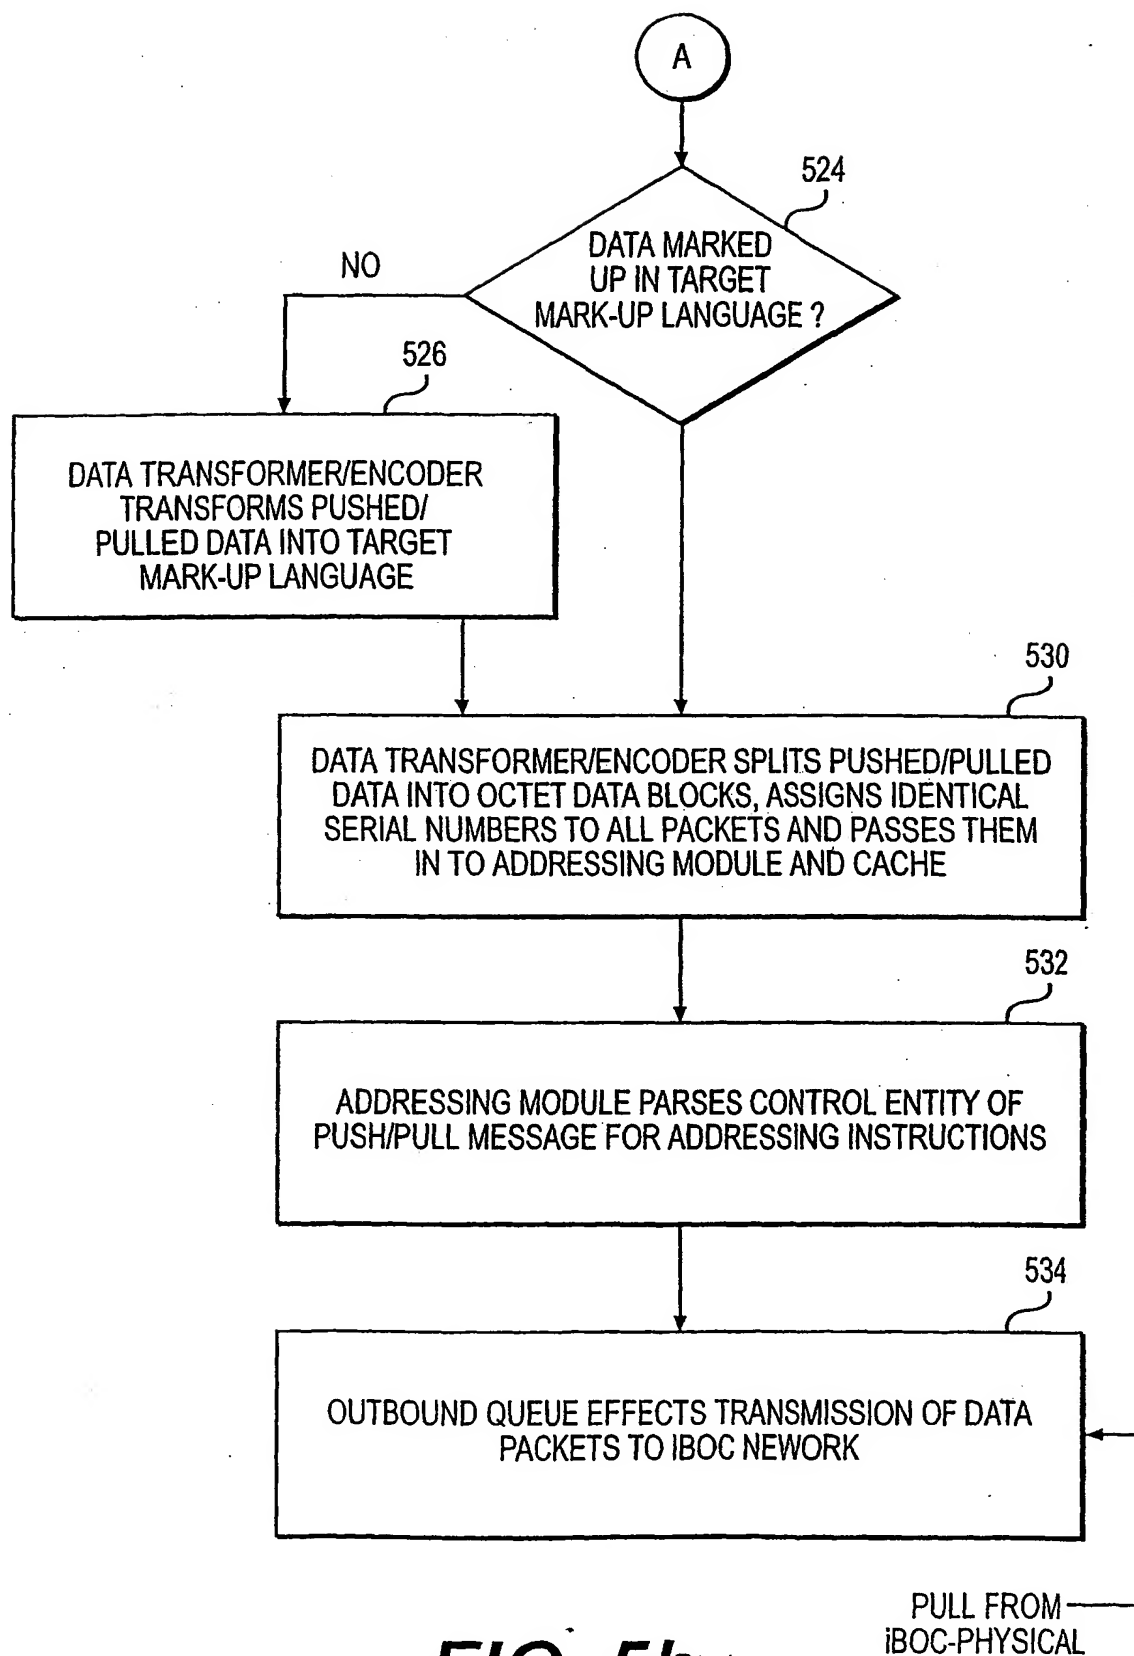 A
524
DATA MARKED
UP IN TARGET
MARK-UP LANGUAGE ?
NO
526
DATA TRANSFORMER/ENCODER
TRANSFORMS PUSHED/
PULLED DATA INTO TARGET
MARK-UP LANGUAGE
530
DATA TRANSFORMER/ENCODER SPLITS PUSHED/PULLED
DATA INTO OCTET DATA BLOCKS, ASSIGNS IDENTICAL
SERIAL NUMBERS TO ALL PACKETS AND PASSES THEM
IN TO ADDRESSING MODULE AND CACHE
532
ADDRESSING MODULE PARSES CONTROL ENTITY OF
PUSH/PULL MESSAGE FOR ADDRESSING INSTRUCTIONS
534
OUTBOUND QUEUE EFFECTS TRANSMISSION OF DATA
PACKETS TO IBOC NEWORK
PULL FROM
iBOC-PHYSICAL